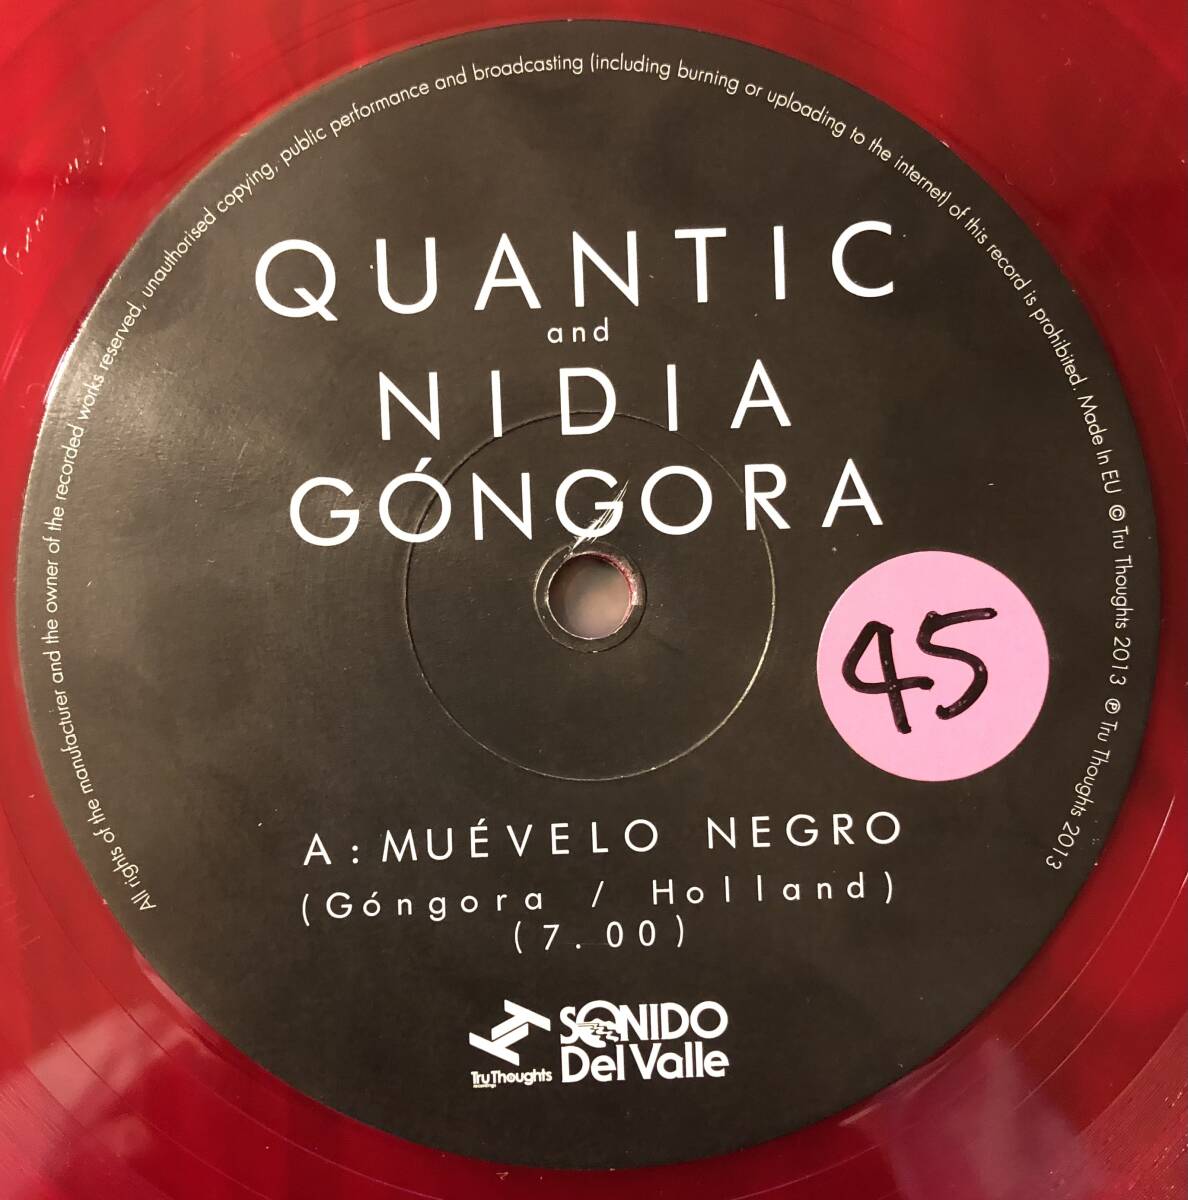 All rights of the manufacturer and the owner of the recorded works reserved, unauthorised copying, public performance and broadcasting (including burning or uploading to the internet) of this record is prohibited. Made In EU © Tru Thoughts 2013 ℗ Tru Thoughts 2013
QUANTIC
and
NIDIA
GÓNGORA
45
A: MUÉVELO NEGRO
(Góngora / Holland)
(7.00)
Tru Thoughts
SONIDO
Del Valle